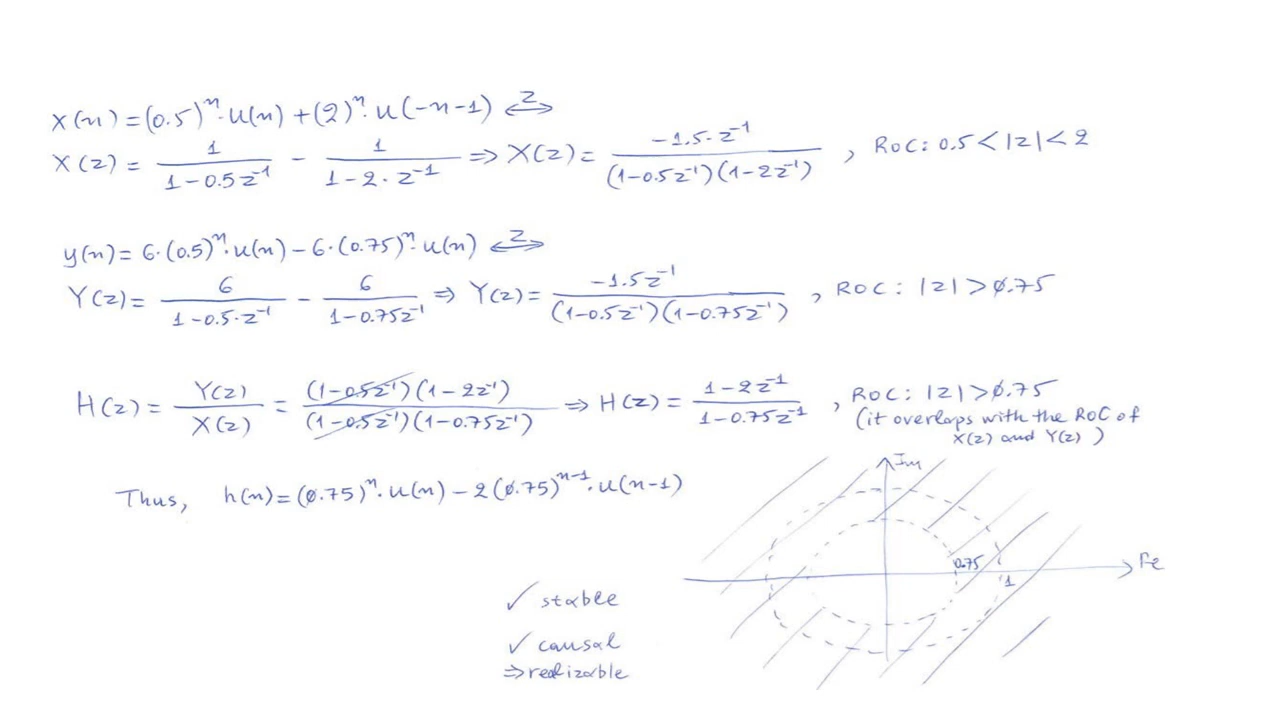 x(n) = (0.5)^n · u(n) + (2)^n · u(-n-1) ⟺ z
X(z) = 1/(1-0.5z^-1) - 1/(1-2·z^-1) ⇒ X(z) = -1.5·z^-1/((1-0.5z^-1)(1-2z^-1)) , RoC: 0.5<|z|<2
y(n) = 6·(0.5)^n · u(n) - 6·(0.75)^n · u(n) ⟺ z
Y(z) = 6/(1-0.5·z^-1) - 6/(1-0.75z^-1) ⇒ Y(z) = -1.5z^-1/((1-0.5z^-1)(1-0.75z^-1)) , ROC: |z|>0.75
H(z) = Y(z)/X(z) = (1-0.5z^-1)(1-2z^-1)/((1-0.5z^-1)(1-0.75z^-1)) ⇒ H(z) = (1-2z^-1)/(1-0.75z^-1) , ROC: |z|>0.75
(it overlaps with the ROC of
X(z) and Y(z) )
Im
Thus, h(n) = (0.75)^n · u(n) - 2(0.75)^(n-1) · u(n-1)
0.75
1
Re
✓ stable
✓ causal
⇒ realizable